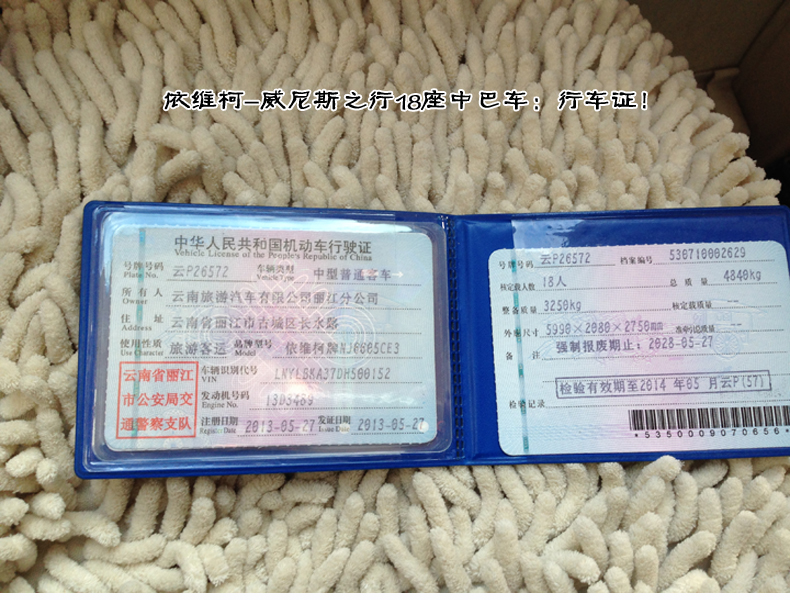 依维柯-威尼斯之行18座中巴车：行车证！
中华人民共和国机动车行驶证
Vehicle License of the People's Republic of China
号牌号码 云P26572 车辆类型 中型普通客车
Plate No. Vehicle Type
所有人 云南旅游汽车有限公司丽江分公司
Owner
住址 云南省丽江市古城区长水路
Address
使用性质 旅游客运 品牌型号 依维柯牌NJ6605CE3
Use Character Model
云南省丽江
市公安局交
通警察支队
车辆识别代号
VIN
发动机号码
Engine No.
注册日期 2013-05-27 发证日期 2013-05-27
Register Date Issue Date
号牌号码 云P26572 档案编号 530710002629
核定载人数 18人 总质量 4840kg
整备质量 3250kg 核定载质量 --
外廓尺寸 5990×2080×2750mm 准牵引总质量 --
备注 强制报废期止：2028-05-27
检验有效期至2014年05月云P(57)
检验记录
*5350009070656*